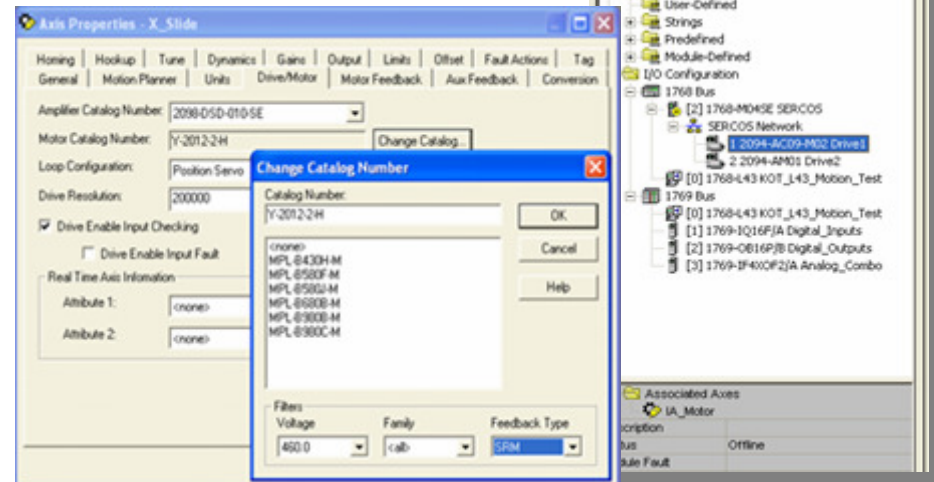 Axis Properties - X_Slide
Homing Hookup Tune Dynamics Gains Output Limits Offset Fault Actions Tag
General Motion Planner Units Drive/Motor Motor Feedback Aux Feedback Conversion
Amplifier Catalog Number: 2098-DSD-010-SE
Motor Catalog Number: Y-2012-2-H Change Catalog...
Loop Configuration: Position Servo
Drive Resolution: 200000
Drive Enable Input Checking
Drive Enable Input Fault
Real Time Axis Infomation
Attribute 1: <none>
Attribute 2: <none>
Change Catalog Number
Catalog Number:
Y-2012-2-H
OK
Cancel
Help
<none>
MPL-B430H-M
MPL-B580F-M
MPL-B580J-M
MPL-B680B-M
MPL-B980B-M
MPL-B980C-M
Filters
Voltage Family Feedback Type
460.0 <all> SRM
User-Defined
Strings
Predefined
Module-Defined
I/O Configuration
1768 Bus
[2] 1768-M04SE SERCOS
SERCOS Network
1 2094-AC09-M02 Drive1
2 2094-AM01 Drive2
[0] 1768-L43 KOT_L43_Motion_Test
1769 Bus
[0] 1768-L43 KOT_L43_Motion_Test
[1] 1769-IQ16F/A Digital_Inputs
[2] 1769-OB16P/B Digital_Outputs
[3] 1769-IF4XOF2/A Analog_Combo
Associated Axes
IA_Motor
cription
tus Offline
dule Fault